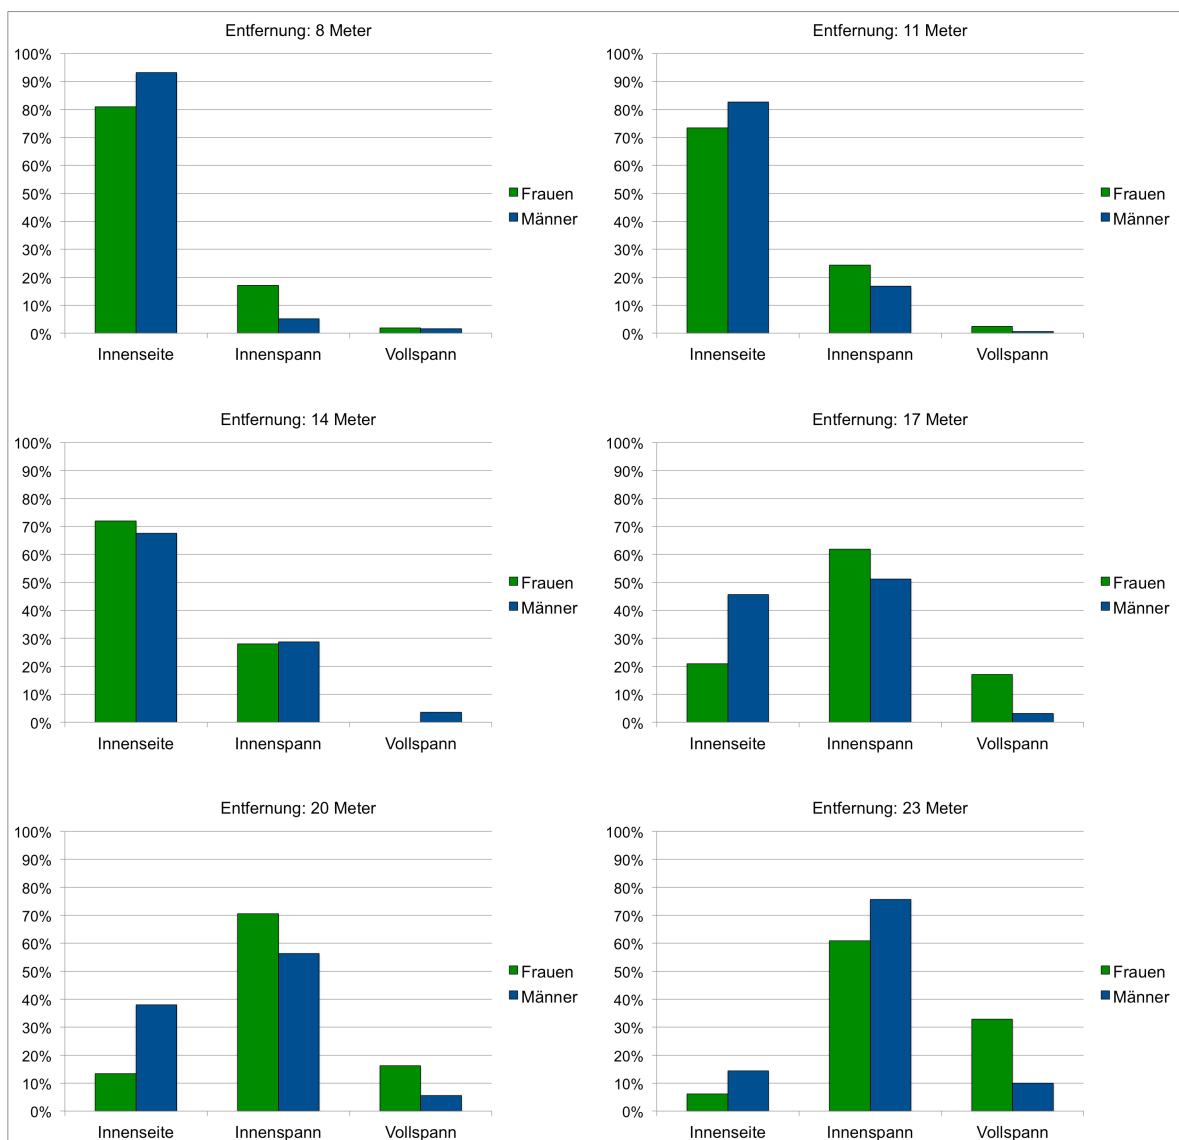 Entfernung: 8 Meter
100%
90%
80%
70%
60%
50%
40%
30%
20%
10%
0%
Innenseite Innenspann Vollspann
Frauen
Männer
Entfernung: 11 Meter
100%
90%
80%
70%
60%
50%
40%
30%
20%
10%
0%
Innenseite Innenspann Vollspann
Frauen
Männer
Entfernung: 14 Meter
100%
90%
80%
70%
60%
50%
40%
30%
20%
10%
0%
Innenseite Innenspann Vollspann
Frauen
Männer
Entfernung: 17 Meter
100%
90%
80%
70%
60%
50%
40%
30%
20%
10%
0%
Innenseite Innenspann Vollspann
Frauen
Männer
Entfernung: 20 Meter
100%
90%
80%
70%
60%
50%
40%
30%
20%
10%
0%
Innenseite Innenspann Vollspann
Frauen
Männer
Entfernung: 23 Meter
100%
90%
80%
70%
60%
50%
40%
30%
20%
10%
0%
Innenseite Innenspann Vollspann
Frauen
Männer